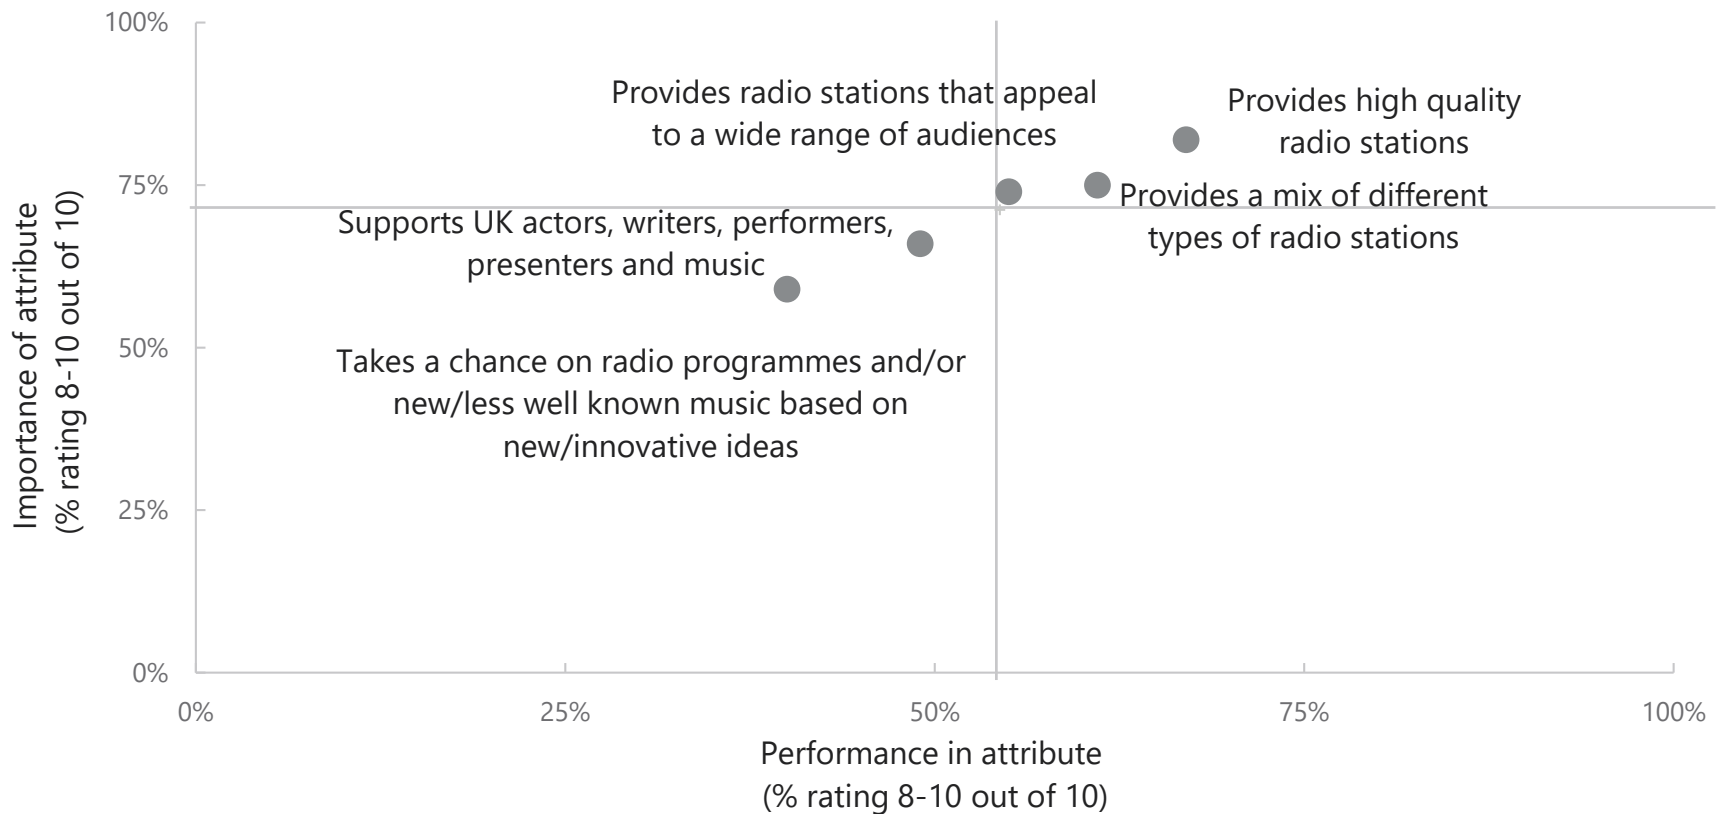 100%
Provides radio stations that appeal
to a wide range of audiences
Provides high quality
radio stations
75%
Provides a mix of different
types of radio stations
Supports UK actors, writers, performers,
presenters and music
Importance of attribute
(% rating 8-10 out of 10)
50%
Takes a chance on radio programmes and/or
new/less well known music based on
new/innovative ideas
25%
0%
0%
25%
50%
75%
100%
Performance in attribute
(% rating 8-10 out of 10)